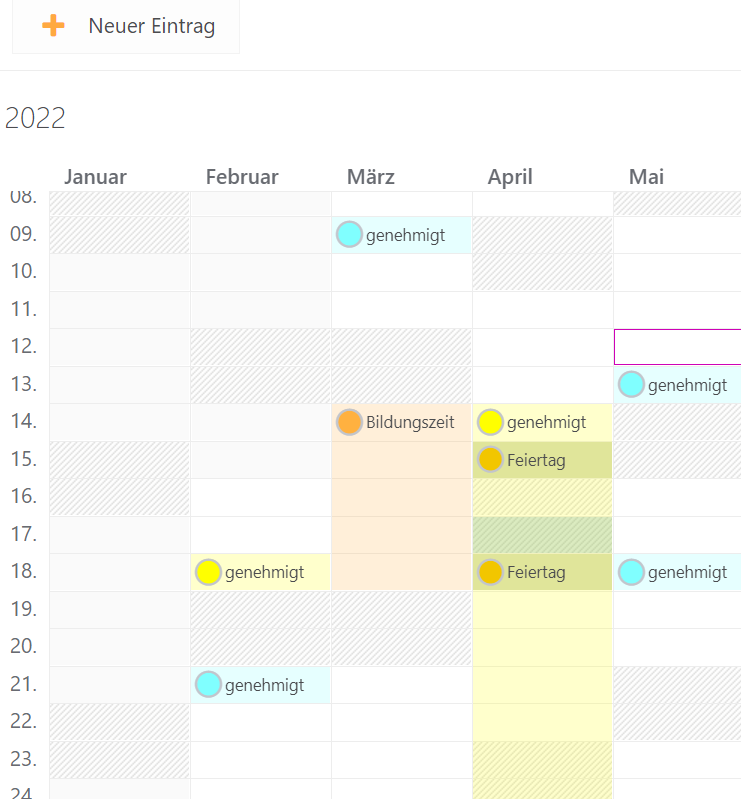 Neuer Eintrag
2022
Januar Februar März April Mai
08.
09. genehmigt
10.
11.
12.
13. genehmigt
14. Bildungszeit genehmigt
15. Feiertag
16.
17.
18. genehmigt Feiertag genehmigt
19.
20.
21. genehmigt
22.
23.
24.